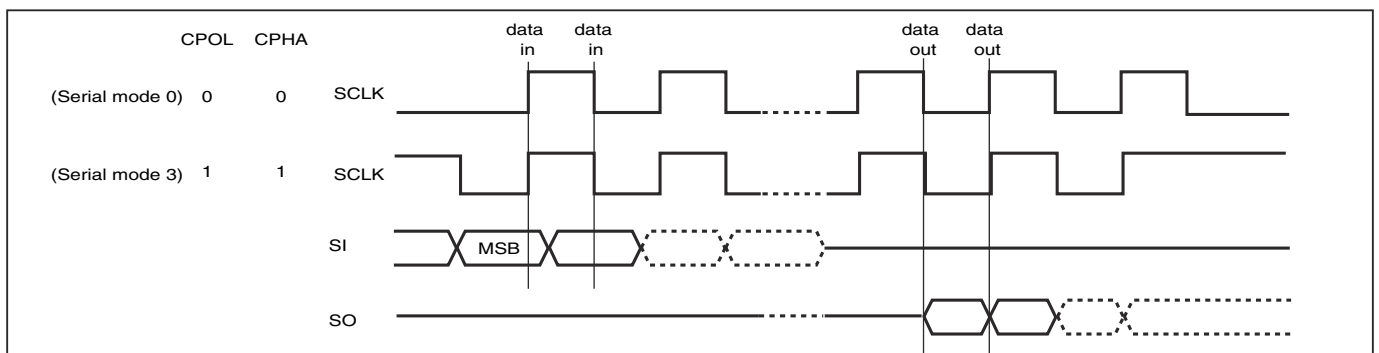 CPOL CPHA data in data in data out data out
(Serial mode 0) 0 0 SCLK
(Serial mode 3) 1 1 SCLK
SI MSB
SO